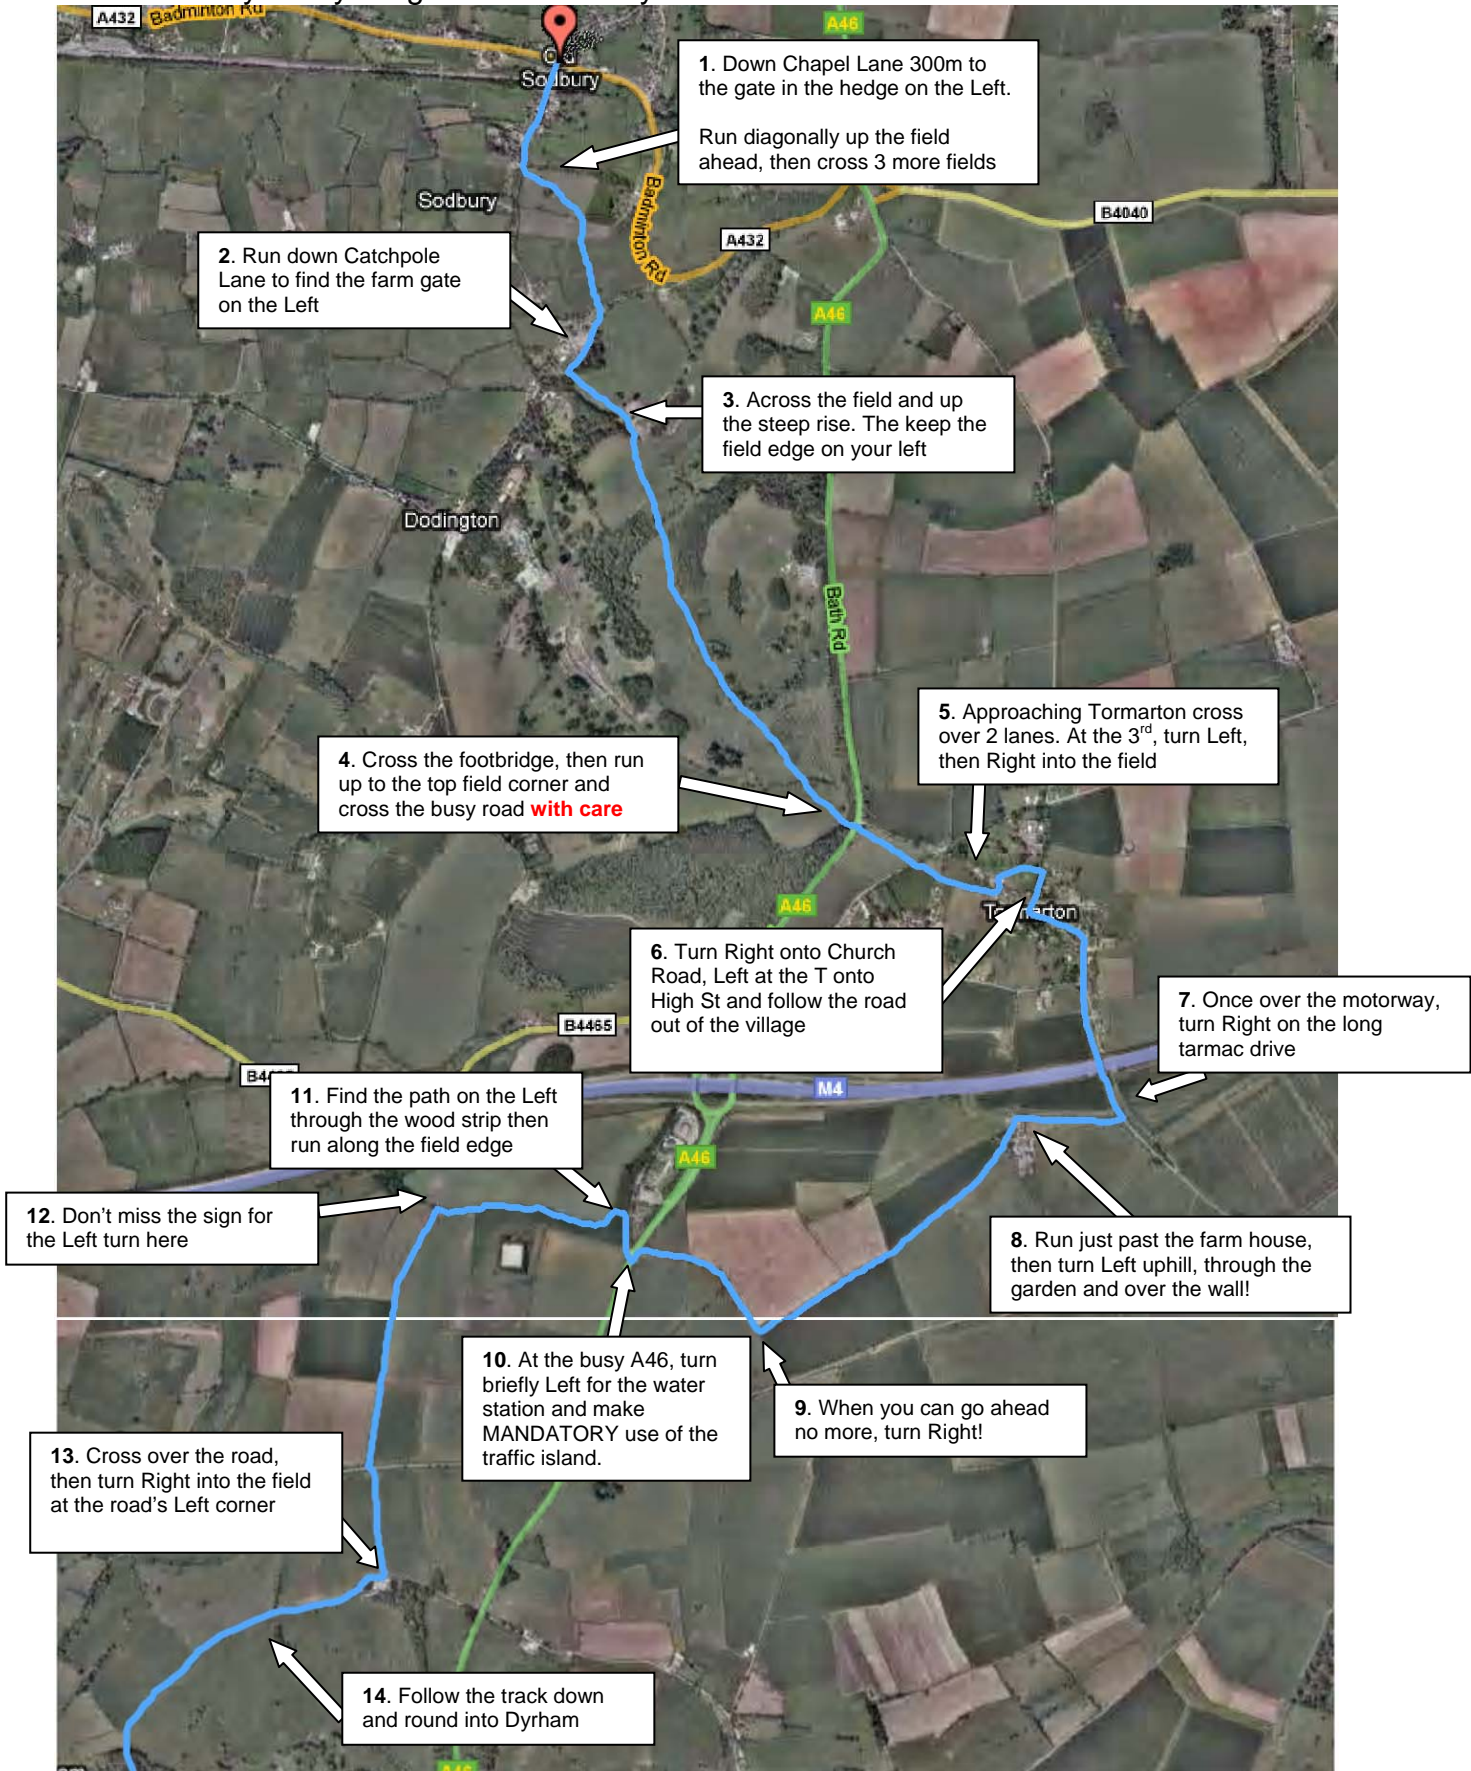 A432
Badminton Rd
A46
Old
Sodbury
1. Down Chapel Lane 300m to
the gate in the hedge on the Left.
Run diagonally up the field
ahead, then cross 3 more fields
Sodbury
Badminton Rd
B4040
A432
2. Run down Catchpole
Lane to find the farm gate
on the Left
A46
3. Across the field and up
the steep rise. The keep the
field edge on your left
Dodington
Bath Rd
5. Approaching Tormarton cross
over 2 lanes. At the 3rd, turn Left,
then Right into the field
4. Cross the footbridge, then run
up to the top field corner and
cross the busy road with care
A46
Tormarton
6. Turn Right onto Church
Road, Left at the T onto
High St and follow the road
out of the village
7. Once over the motorway,
turn Right on the long
tarmac drive
B4465
M4
11. Find the path on the Left
through the wood strip then
run along the field edge
A46
12. Don't miss the sign for
the Left turn here
8. Run just past the farm house,
then turn Left uphill, through the
garden and over the wall!
10. At the busy A46, turn
briefly Left for the water
station and make
MANDATORY use of the
traffic island.
9. When you can go ahead
no more, turn Right!
13. Cross over the road,
then turn Right into the field
at the road's Left corner
14. Follow the track down
and round into Dyrham
A46